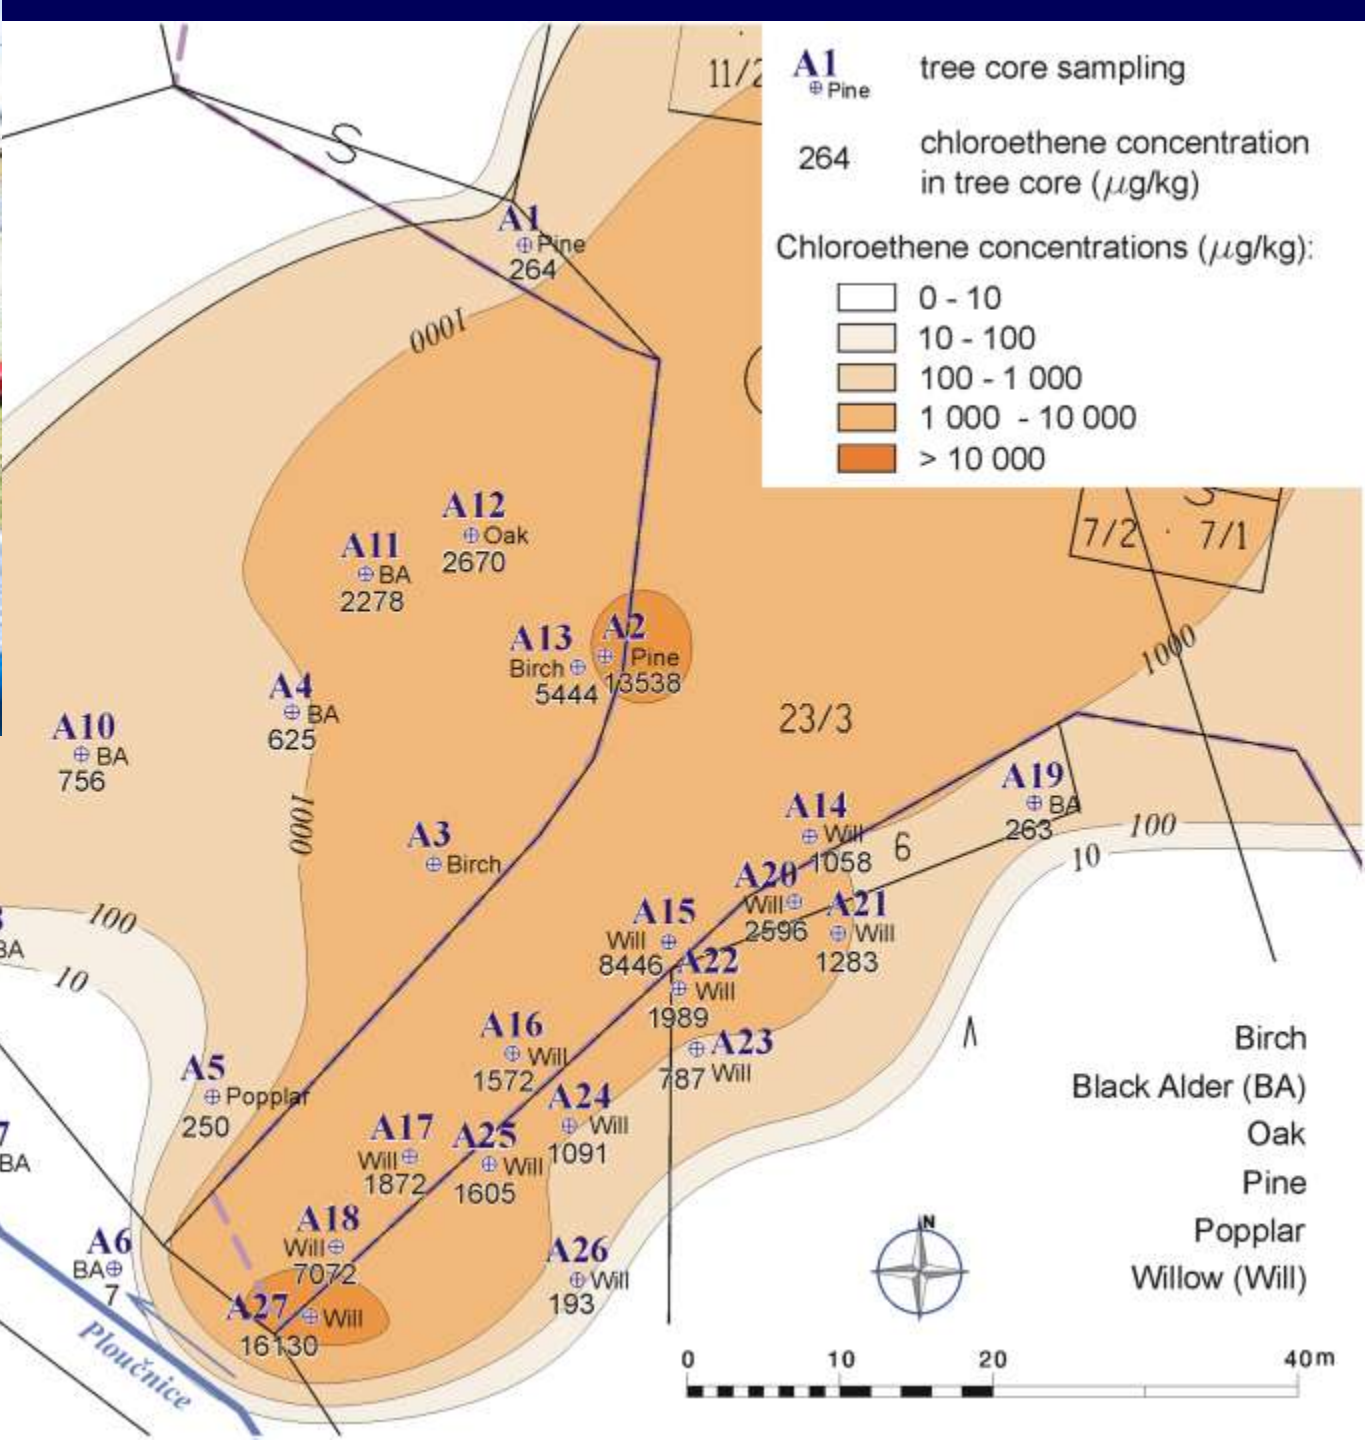 11/2
A1
Pine
tree core sampling
264
chloroethene concentration
in tree core (μg/kg)
Chloroethene concentrations (μg/kg):
0 - 10
10 - 100
100 - 1 000
1 000 - 10 000
> 10 000
S
A1
Pine
264
1000
S
7/2 · 7/1
A12
Oak
2670
A11
BA
2278
A13
Birch
5444
A2
Pine
13538
1000
A4
BA
625
A10
BA
756
23/3
A19
BA
263
A14
Will
1058
6
100
10
1000
A3
Birch
A20
Will
2596
A21
Will
1283
100
BA
10
A15
Will
8446
A22
Will
1989
A16
Will
1572
A23
787 Will
A5
Popplar
250
A24
Will
1091
7
BA
A17
Will
1872
A25
Will
1605
A18
Will
7072
A6
BA
7
A26
Will
193
A27
Will
16130
Ploučnice
Birch
Black Alder (BA)
Oak
Pine
Popplar
Willow (Will)
N
0 10 20 40m